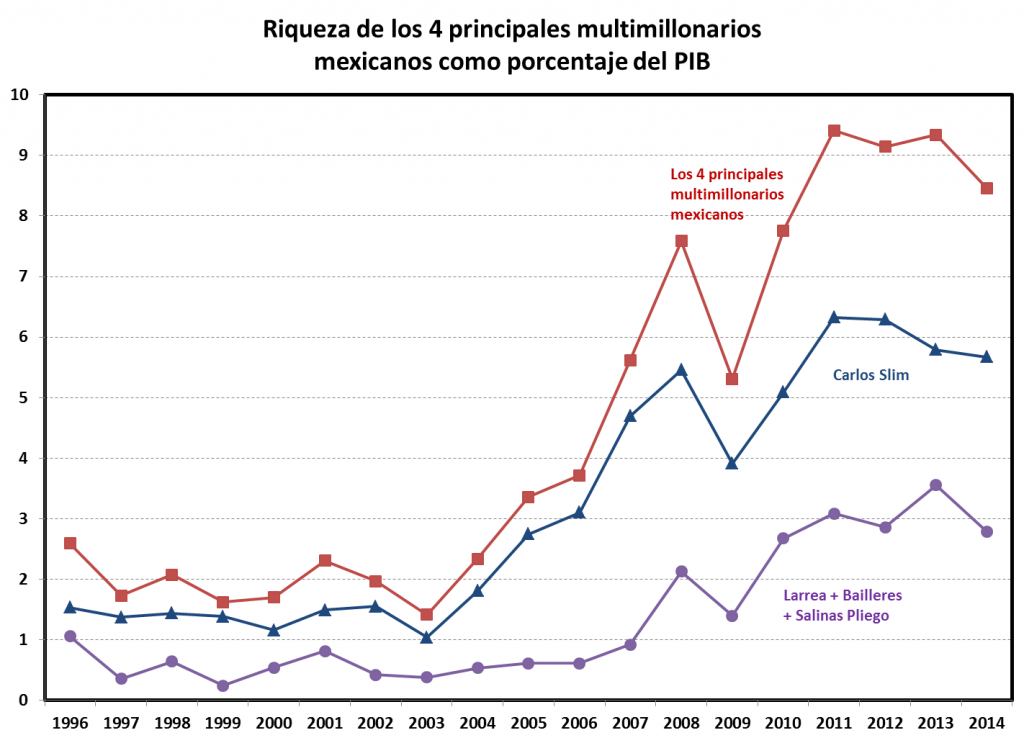 Riqueza de los 4 principales multimillonarios
mexicanos como porcentaje del PIB
10
9
8
7
6
5
4
3
2
1
0
Los 4 principales
multimillonarios
mexicanos
Carlos Slim
Larrea + Bailleres
+ Salinas Pliego
1996 1997 1998 1999 2000 2001 2002 2003 2004 2005 2006 2007 2008 2009 2010 2011 2012 2013 2014